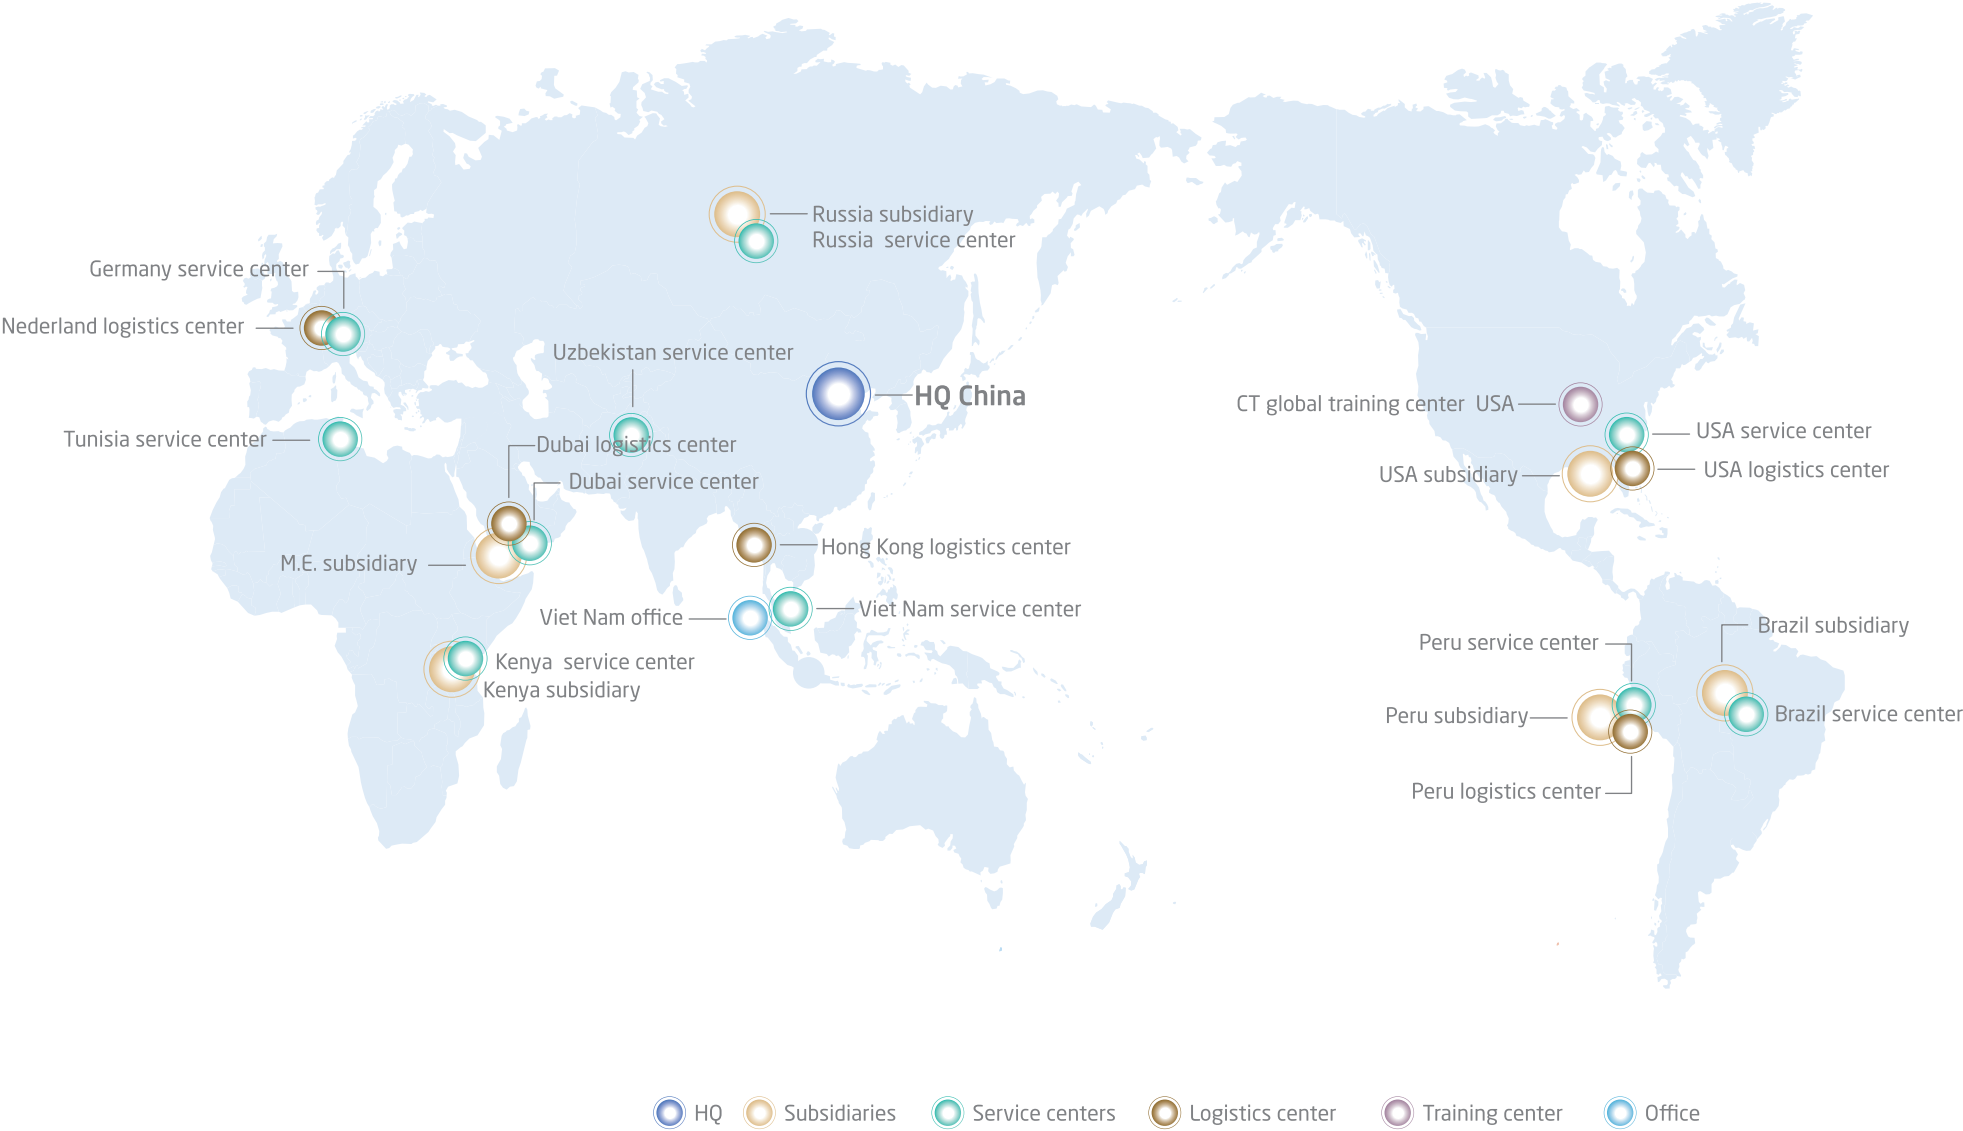 Russia subsidiary
Russia  service center
Germany service center
Nederland logistics center
Uzbekistan service center
HQ China
CT global training center  USA
USA service center
Tunisia service center
Dubai logistics center
USA subsidiary
USA logistics center
Dubai service center
Hong Kong logistics center
M.E. subsidiary
Viet Nam office
Viet Nam service center
Brazil subsidiary
Peru service center
Kenya  service center
Kenya subsidiary
Peru subsidiary
Brazil service center
Peru logistics center
HQ
Subsidiaries
Service centers
Logistics center
Training center
Office